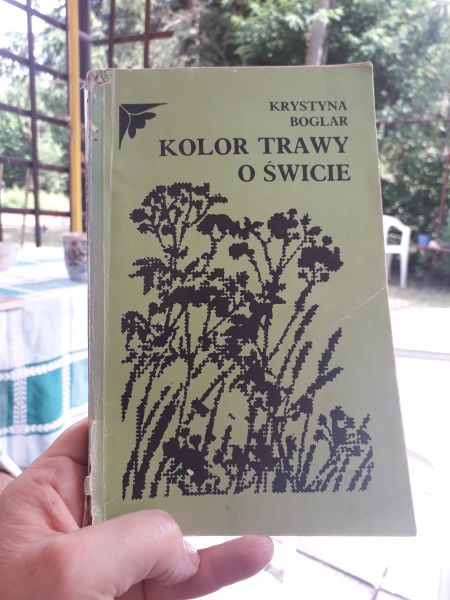 KRYSTYNA
BOGLAR
KOLOR TRAWY
O ŚWICIE